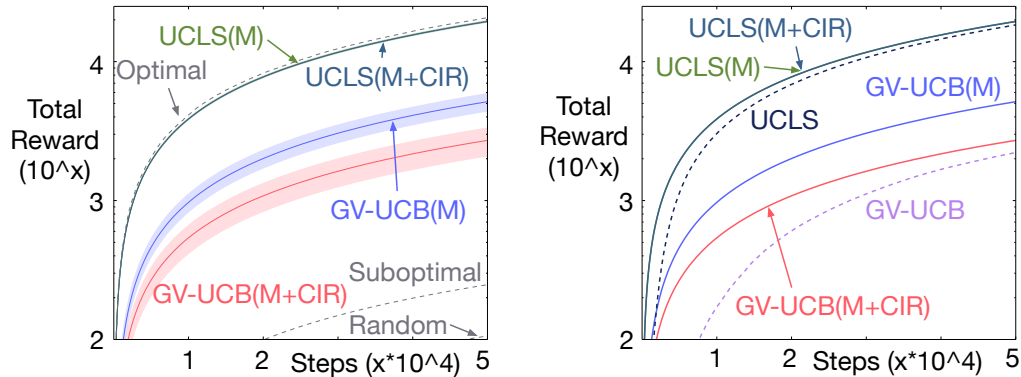 UCLS(M)
Optimal
UCLS(M+CIR)
4
Total
Reward
(10^x)
3
GV-UCB(M)
Suboptimal
GV-UCB(M+CIR)
Random
2
1
2
Steps (x*10^4)
5
UCLS(M+CIR)
UCLS(M)
4
GV-UCB(M)
UCLS
Total
Reward
(10^x)
3
GV-UCB
GV-UCB(M+CIR)
2
1
2
Steps (x*10^4)
5